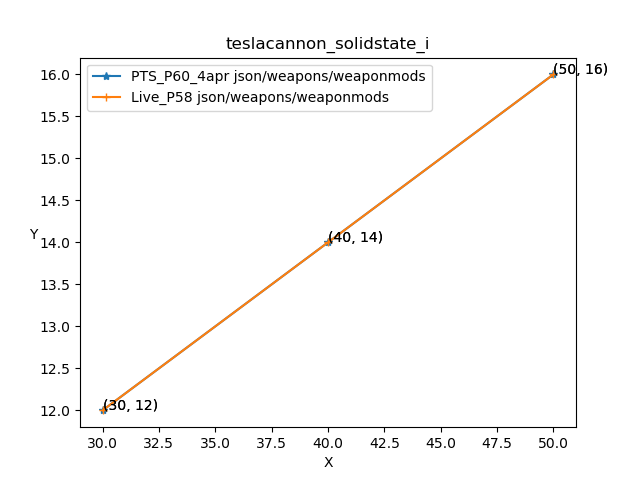 teslacannon_solidstate_i
PTS_P60_4apr json/weapons/weaponmods
Live_P58 json/weapons/weaponmods
(50, 16)
(40, 14)
(30, 12)
16.0
15.5
15.0
14.5
14.0
13.5
13.0
12.5
12.0
Y
30.0 32.5 35.0 37.5 40.0 42.5 45.0 47.5 50.0
X